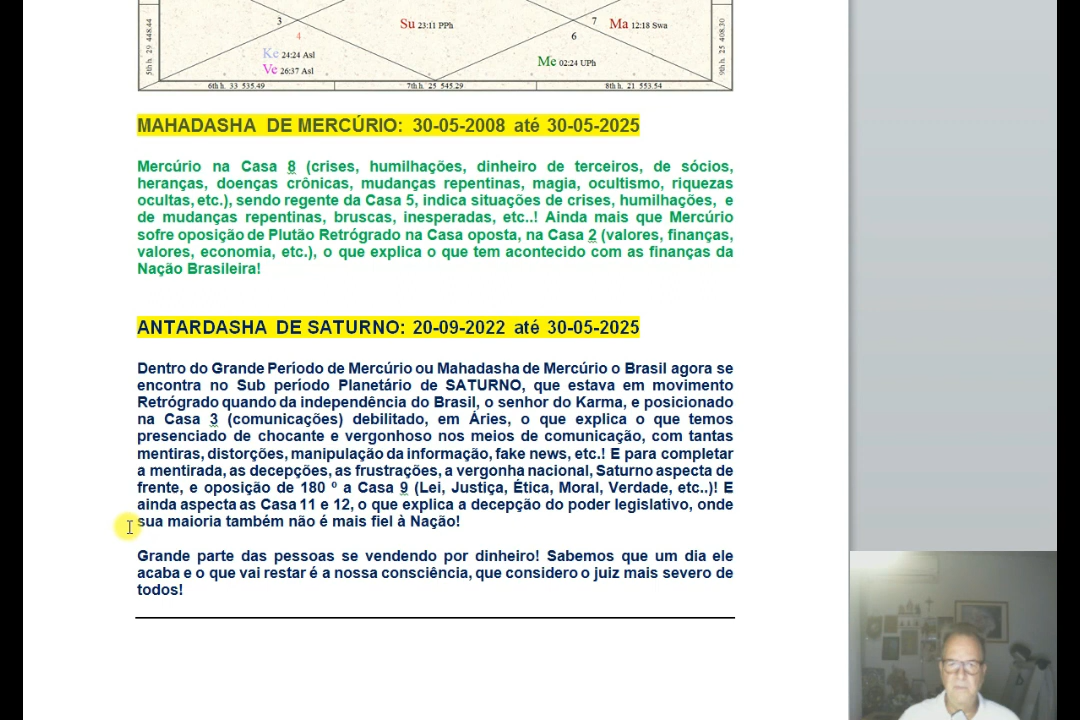 3
4
Ke 24:24 Asl
Ve 26:37 Asl
Su 23:11 PPh
7 Ma 12:18 Swa
6
Me 02:24 UPh
5th h. 29 448.44
9th h. 25 408.30
6th h. 33 535.49
7th h. 25 545.29
8th h. 21 553.54
MAHADASHA DE MERCÚRIO: 30-05-2008 até 30-05-2025
Mercúrio na Casa 8 (crises, humilhações, dinheiro de terceiros, de sócios,
heranças, doenças crônicas, mudanças repentinas, magia, ocultismo, riquezas
ocultas, etc.), sendo regente da Casa 5, indica situações de crises, humilhações, e
de mudanças repentinas, bruscas, inesperadas, etc..! Ainda mais que Mercúrio
sofre oposição de Plutão Retrógrado na Casa oposta, na Casa 2 (valores, finanças,
valores, economia, etc.), o que explica o que tem acontecido com as finanças da
Nação Brasileira!
ANTARDASHA DE SATURNO: 20-09-2022 até 30-05-2025
Dentro do Grande Período de Mercúrio ou Mahadasha de Mercúrio o Brasil agora se
encontra no Sub período Planetário de SATURNO, que estava em movimento
Retrógrado quando da independência do Brasil, o senhor do Karma, e posicionado
na Casa 3 (comunicações) debilitado, em Áries, o que explica o que temos
presenciado de chocante e vergonhoso nos meios de comunicação, com tantas
mentiras, distorções, manipulação da informação, fake news, etc.! E para completar
a mentirada, as decepções, as frustrações, a vergonha nacional, Saturno aspecta de
frente, e oposição de 180 º a Casa 9 (Lei, Justiça, Ética, Moral, Verdade, etc..)! E
ainda aspecta as Casa 11 e 12, o que explica a decepção do poder legislativo, onde
sua maioria também não é mais fiel à Nação!
Grande parte das pessoas se vendendo por dinheiro! Sabemos que um dia ele
acaba e o que vai restar é a nossa consciência, que considero o juiz mais severo de
todos!